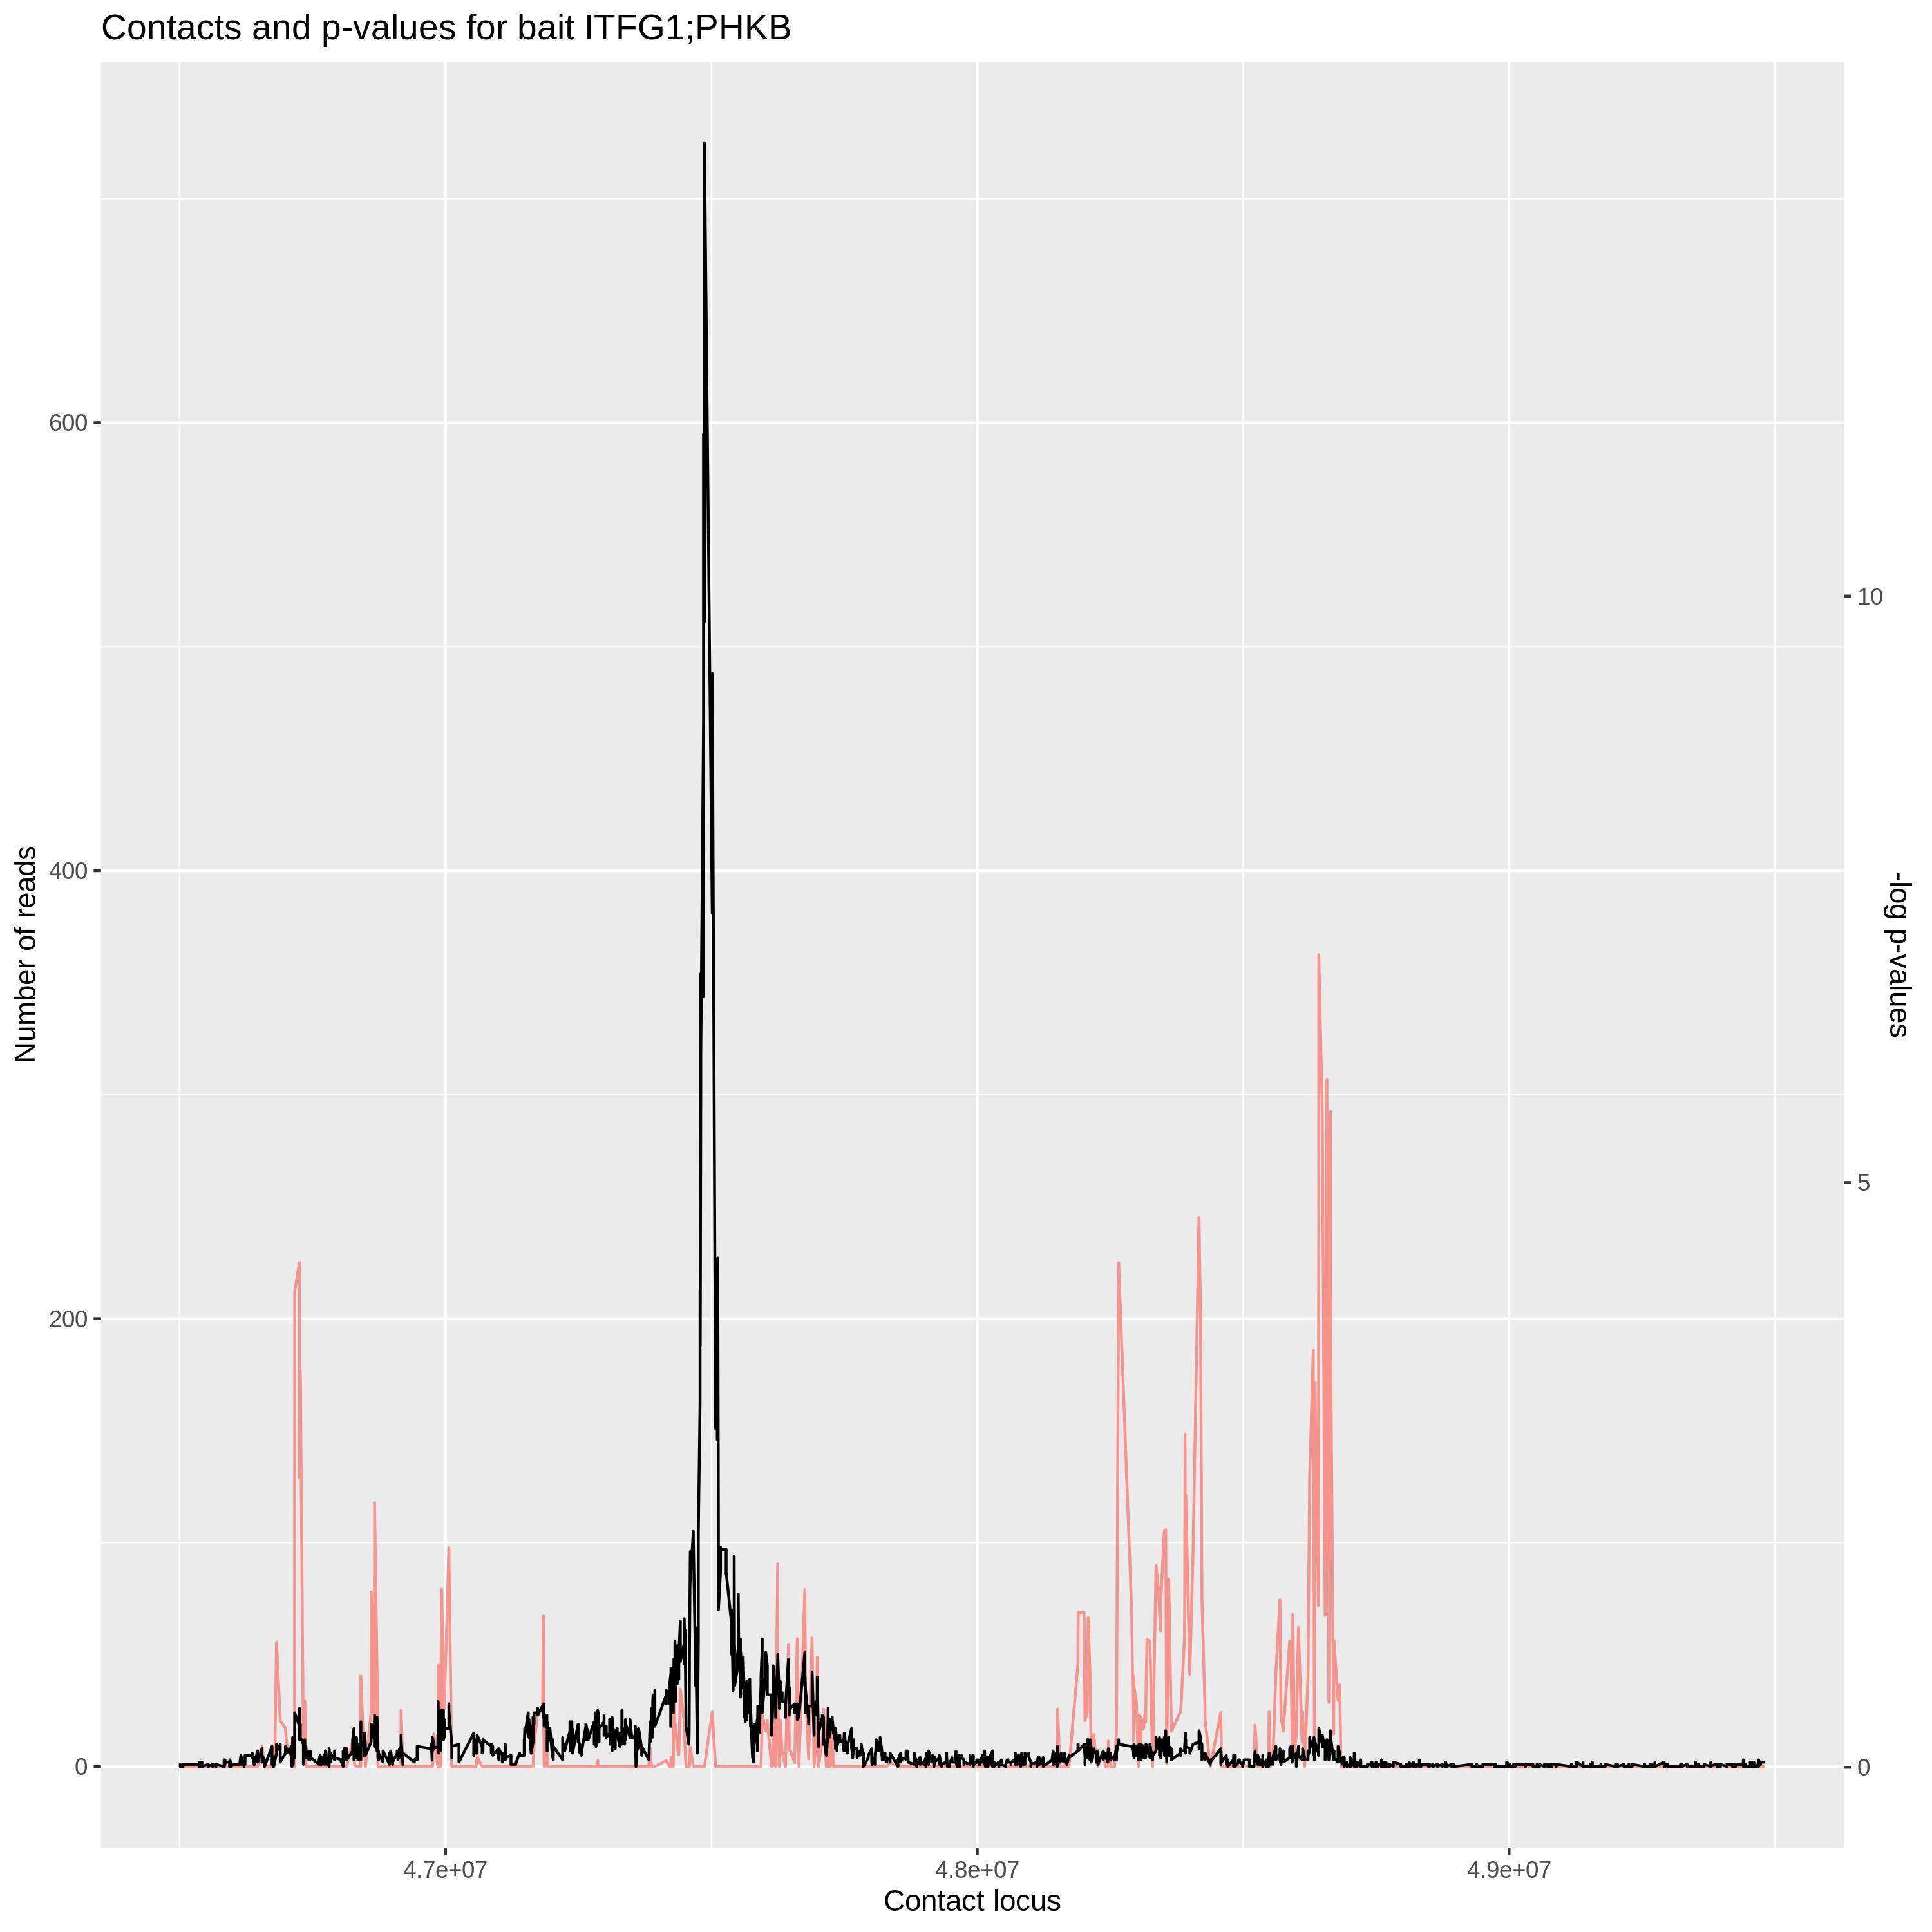 Contacts and p-values for bait ITFG1;PHKB
600
400
200
0
Number of reads
10
5
0
-log p-values
4.7e+07
4.8e+07
4.9e+07
Contact locus